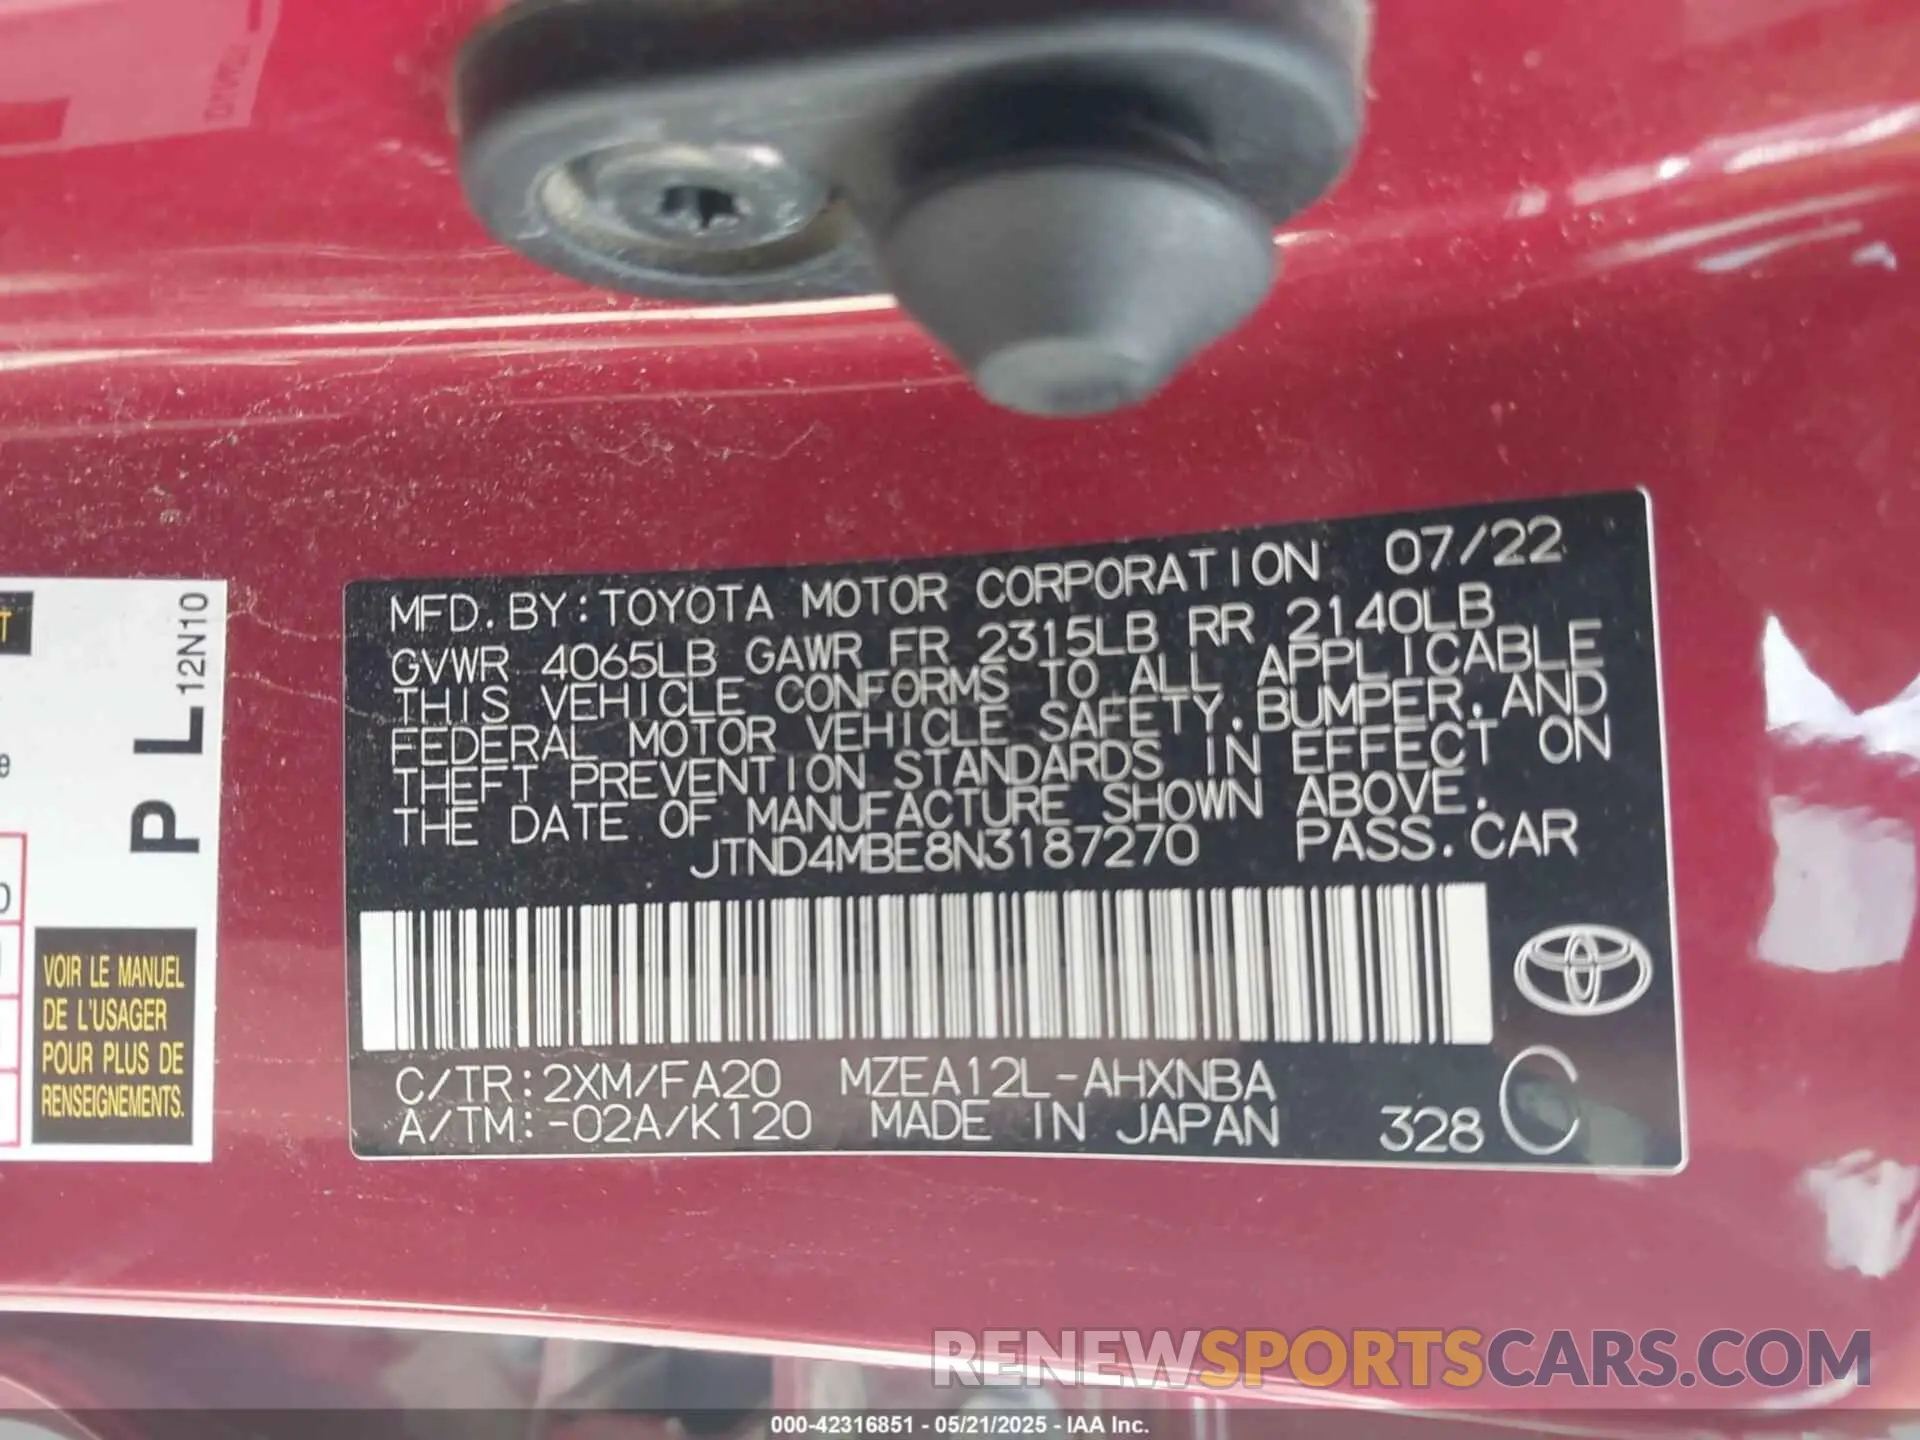 MFD. BY:TOYOTA MOTOR CORPORATION 07/22
GVWR 4065LB GAWR FR 2315LB RR 2140LB
THIS VEHICLE CONFORMS TO ALL APPLICABLE
FEDERAL MOTOR VEHICLE SAFETY, BUMPER, AND
THEFT PREVENTION STANDARDS IN EFFECT ON
THE DATE OF MANUFACTURE SHOWN ABOVE.
JTND4MBE8N3187270 PASS. CAR
C/TR:2XM/FA20 MZEA12L-AHXNBA
A/TM:-02A/K120 MADE IN JAPAN 328 C
P L 12N10
VOIR LE MANUEL
DE L'USAGER
POUR PLUS DE
RENSEIGNEMENTS.
RENEWSPORTSCARS.COM
000-42316851 - 05/21/2025 - IAA Inc.